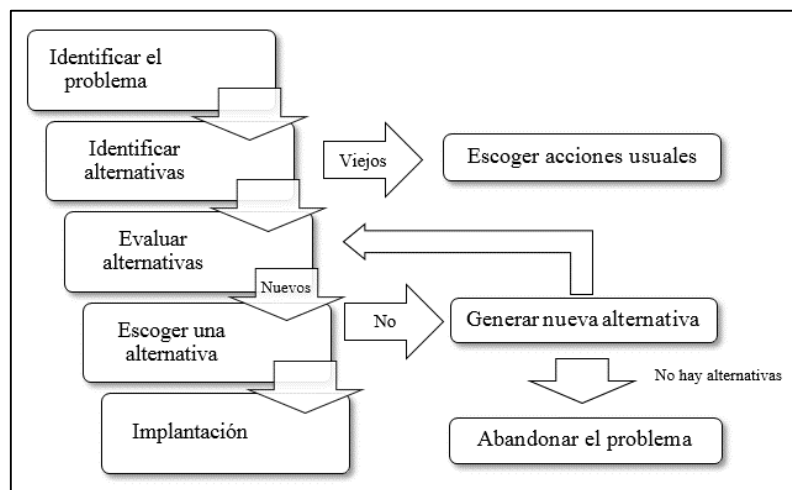 Identificar el
problema
Identificar
alternativas
Viejos
Escoger acciones usuales
Evaluar
alternativas
Nuevos
Escoger una
alternativa
No
Generar nueva alternativa
No hay alternativas
Implantación
Abandonar el problema